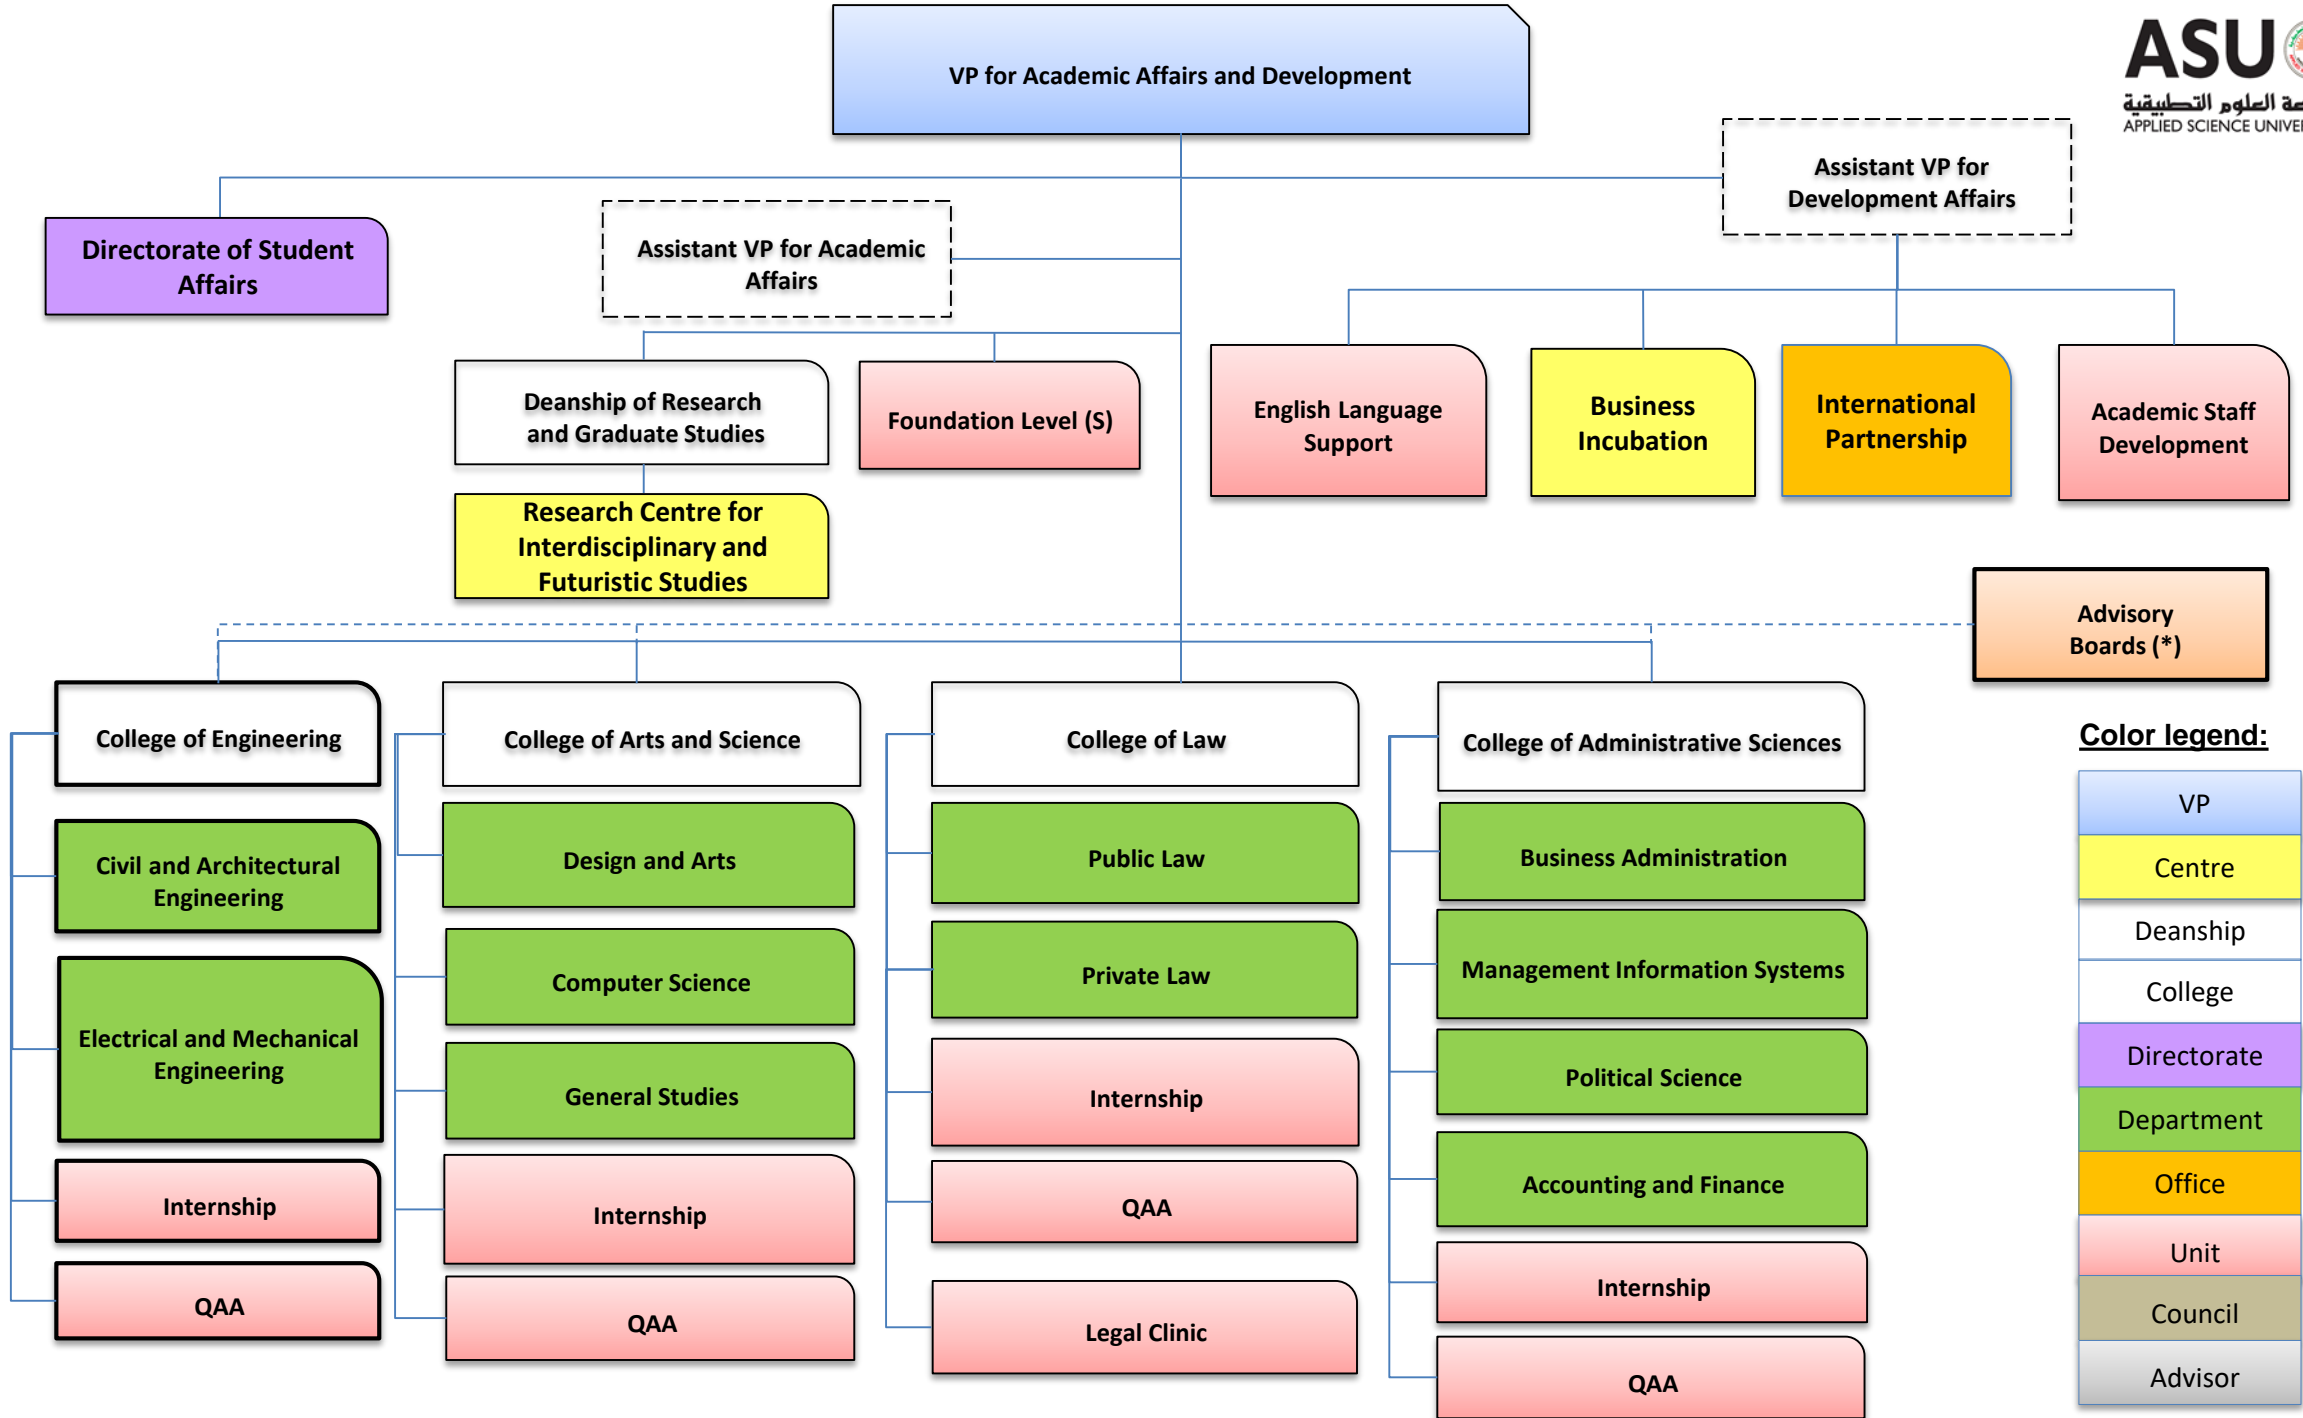 VP for Academic Affairs and Development
ASU
العلوم التطبيقية
APPLIED SCIENCE
Assistant VP for
Development Affairs
Directorate of Student
Affairs
Assistant VP for Academic
Affairs
Deanship of Research
and Graduate Studies
Foundation Level (S)
English Language
Support
Business
Incubation
International
Partnership
Academic Staff
Development
Research Centre for
Interdisciplinary and
Futuristic Studies
Advisory
Boards (*)
College of Engineering
College of Arts and Science
College of Law
College of Administrative Sciences
Civil and Architectural
Engineering
Electrical and Mechanical
Engineering
Internship
QAA
Design and Arts
Computer Science
General Studies
Internship
QAA
Public Law
Private Law
Internship
QAA
Legal Clinic
Business Administration
Management Information Systems
Political Science
Accounting and Finance
Internship
QAA
Color legend:
VP
Centre
Deanship
College
Directorate
Department
Office
Unit
Council
Advisor